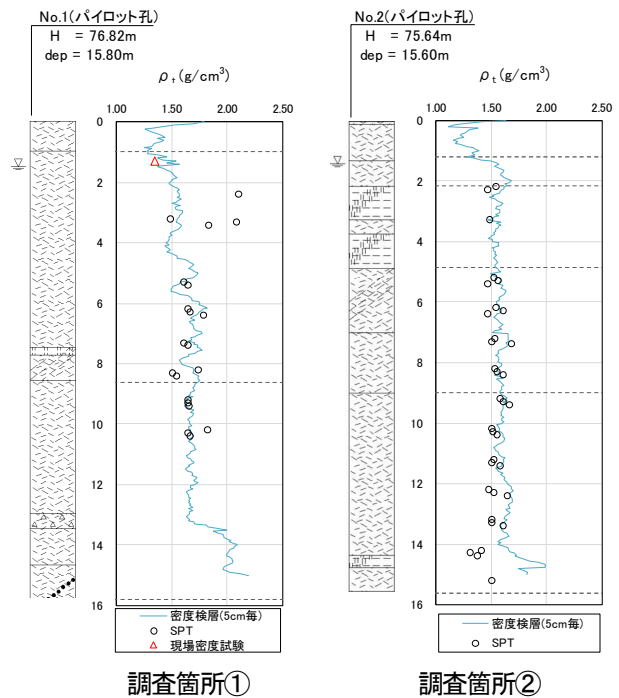 No.1(パイロット孔)
H = 76.82m
dep = 15.80m
ρt(g/cm³)
1.00 1.50 2.00 2.50
0
2
4
6
8
10
12
14
16
密度検層(5cm毎)
SPT
現場密度試験
調査箇所①
No.2(パイロット孔)
H = 75.64m
dep = 15.60m
ρt(g/cm³)
1.00 1.50 2.00 2.50
0
2
4
6
8
10
12
14
16
密度検層(5cm毎)
SPT
調査箇所②